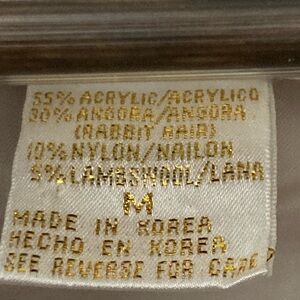 55% ACRYLIC/ACRYLICO
30% ANGORA/ANGORA
(RABBIT HAIR)
10% NYLON/NAILON
5% LAMBSWOOL/LANA
M
MADE IN KOREA
HECHO EN KOREA
SEE REVERSE FOR CARE